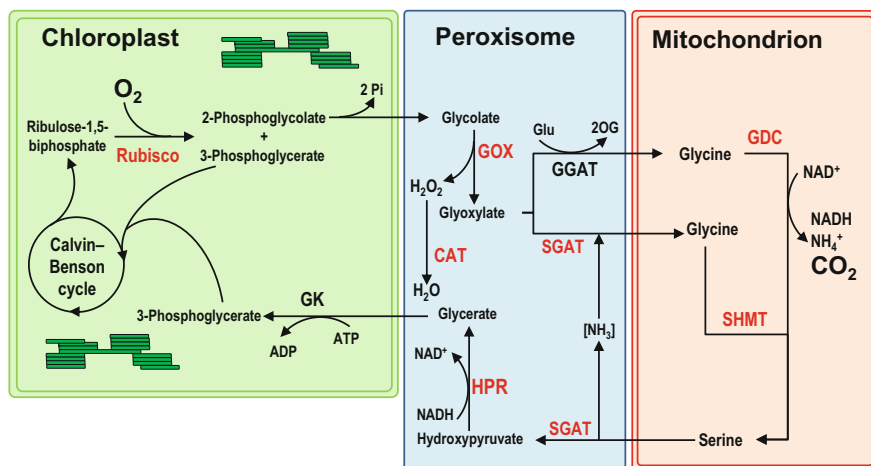 Chloroplast
Peroxisome
Mitochondrion
O₂
2 Pi
Ribulose-1,5-
biphosphate
Rubisco
2-Phosphoglycolate
+
3-Phosphoglycerate
Glycolate
GOX
H₂O₂
Glyoxylate
CAT
H₂O
Glu
2OG
GGAT
SGAT
Glycine
GDC
NAD⁺
Glycine
NADH
NH₄⁺
CO₂
SHMT
Calvin–
Benson
cycle
3-Phosphoglycerate
GK
ADP
ATP
Glycerate
[NH₃]
NAD⁺
HPR
NADH
Hydroxypyruvate
SGAT
Serine